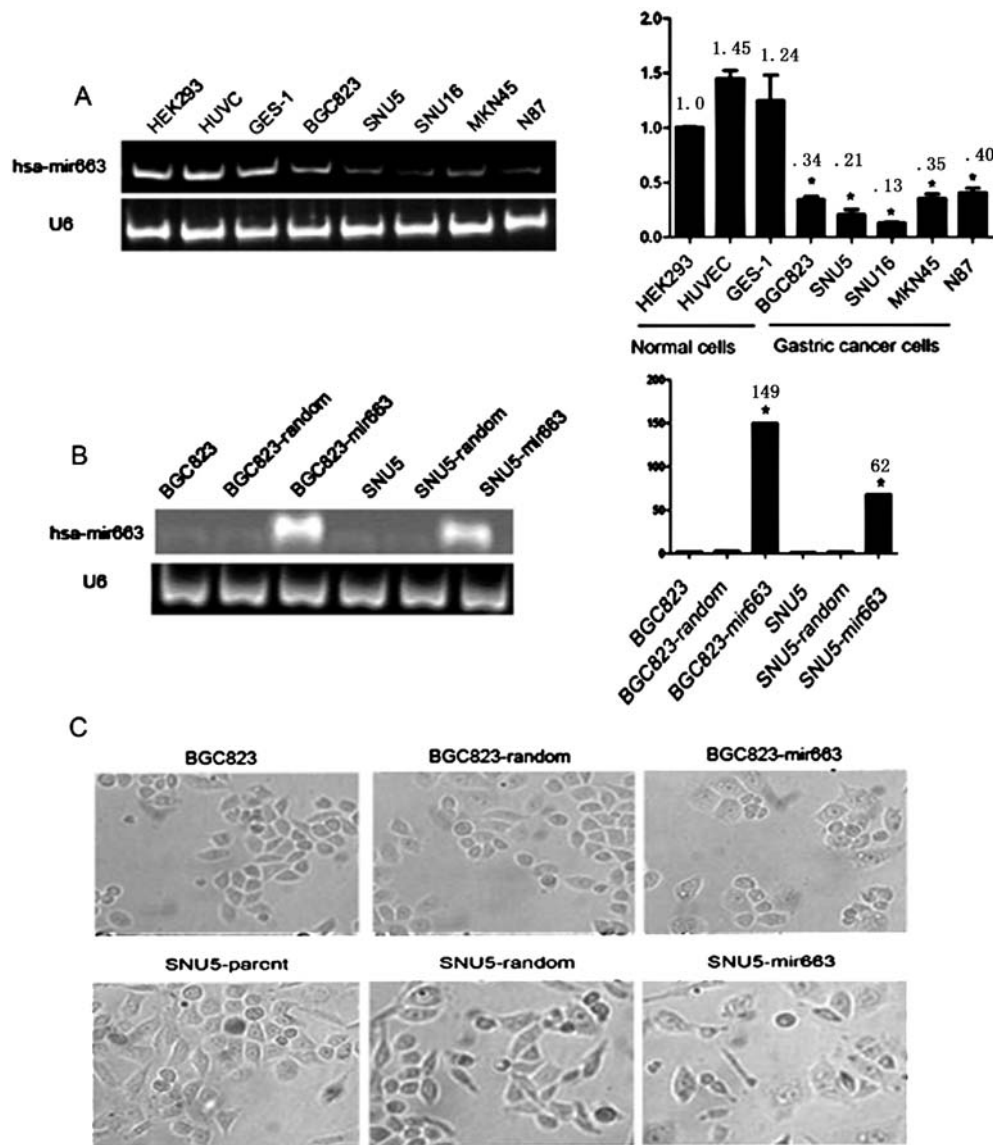 A
HEK293 HUVC GES-1 BGC823 SNU5 SNU16 MKN45 N87
hsa-mir663
U6
2.0
1.5
1.0
0.5
0.0
1.0 1.45 1.24 .34 .21 .13 .35 .40
* * * * *
HEK293 HUVEC GES-1 BGC823 SNU5 SNU16 MKN45 N87
Normal cells Gastric cancer cells
B
BGC823 BGC823-random BGC823-mir663 SNU5 SNU5-random SNU5-mir663
hsa-mir663
U6
200
150
100
50
0
149 62
* *
BGC823 BGC823-random BGC823-mir663 SNU5 SNU5-random SNU5-mir663
C
BGC823 BGC823-random BGC823-mir663
SNU5-parcnt SNU5-random SNU5-mir663